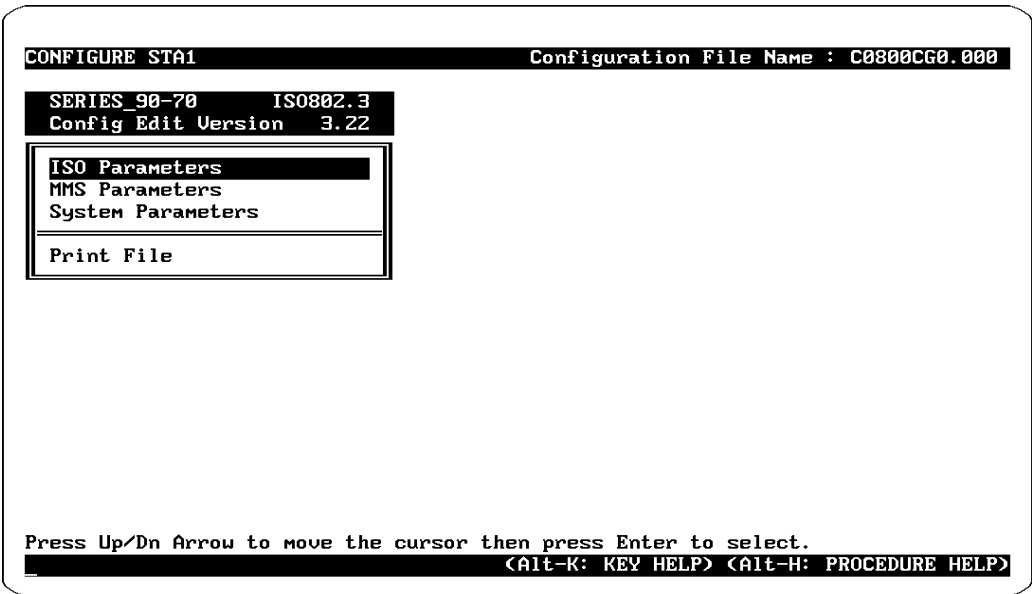 CONFIGURE STA1 Configuration File Name : C0800CG0.000
SERIES_90-70 ISO802.3
Config Edit Version 3.22
ISO Parameters
MMS Parameters
System Parameters
Print File
Press Up/Dn Arrow to move the cursor then press Enter to select.
(Alt-K: KEY HELP) (Alt-H: PROCEDURE HELP)